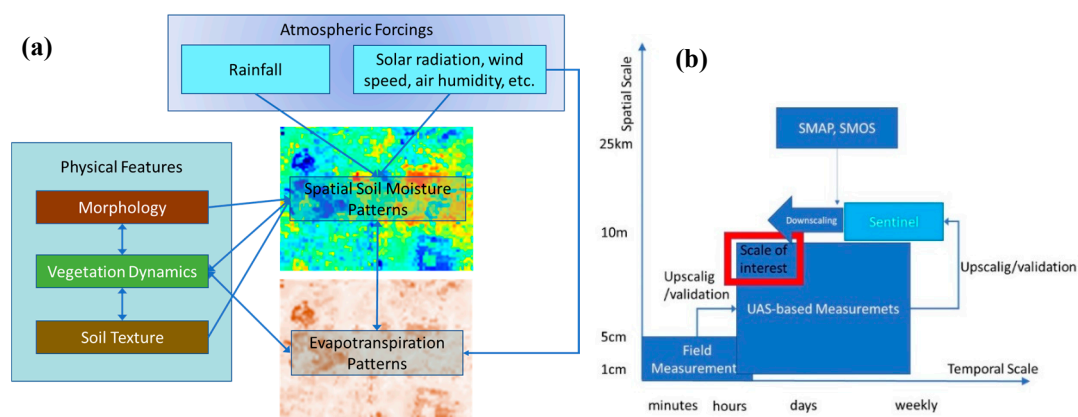 (a)
Atmospheric Forcings
Rainfall
Solar radiation, wind
speed, air humidity, etc.
Physical Features
Morphology
Vegetation Dynamics
Soil Texture
Spatial Soil Moisture
Patterns
Evapotranspiration
Patterns
(b)
Spatial Scale
25km
10m
5cm
1cm
SMAP, SMOS
Downscaling
Sentinel
Scale of
interest
Upscalig
/validation
Upscalig/validation
UAS-based Measuremets
Field
Measurement
Temporal Scale
minutes
hours
days
weekly